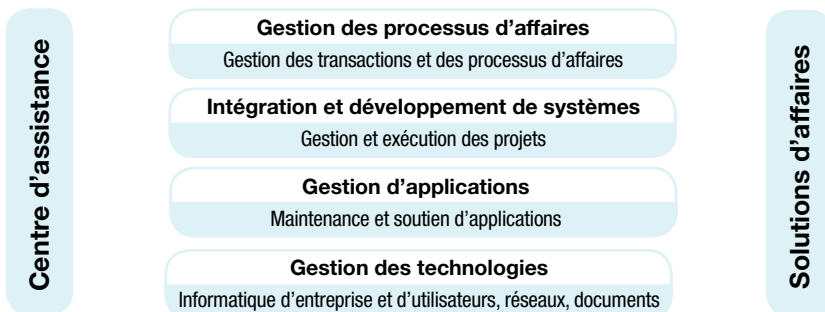 Centre d’assistance
Gestion des processus d’affaires
Gestion des transactions et des processus d’affaires
Intégration et développement de systèmes
Gestion et exécution des projets
Gestion d’applications
Maintenance et soutien d’applications
Gestion des technologies
Informatique d’entreprise et d’utilisateurs, réseaux, documents
Solutions d’affaires